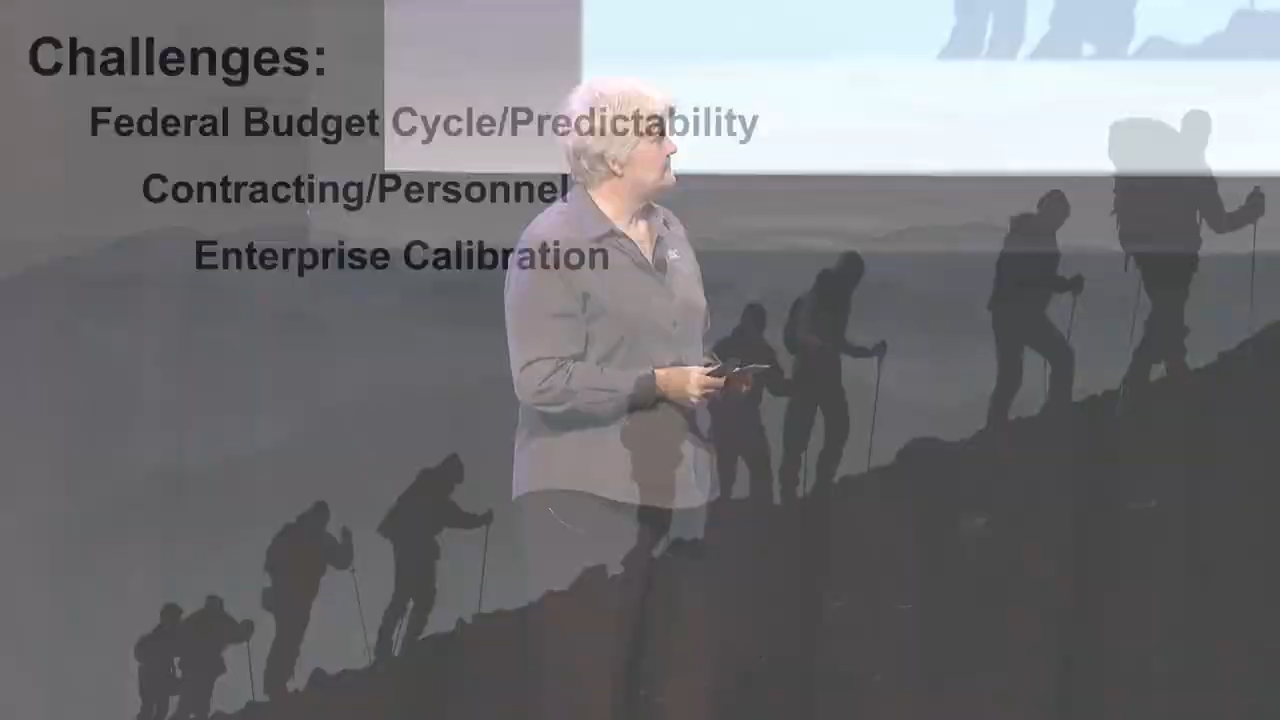 Challenges:
Federal Budget Cycle/Predictability
Contracting/Personnel
Enterprise Calibration